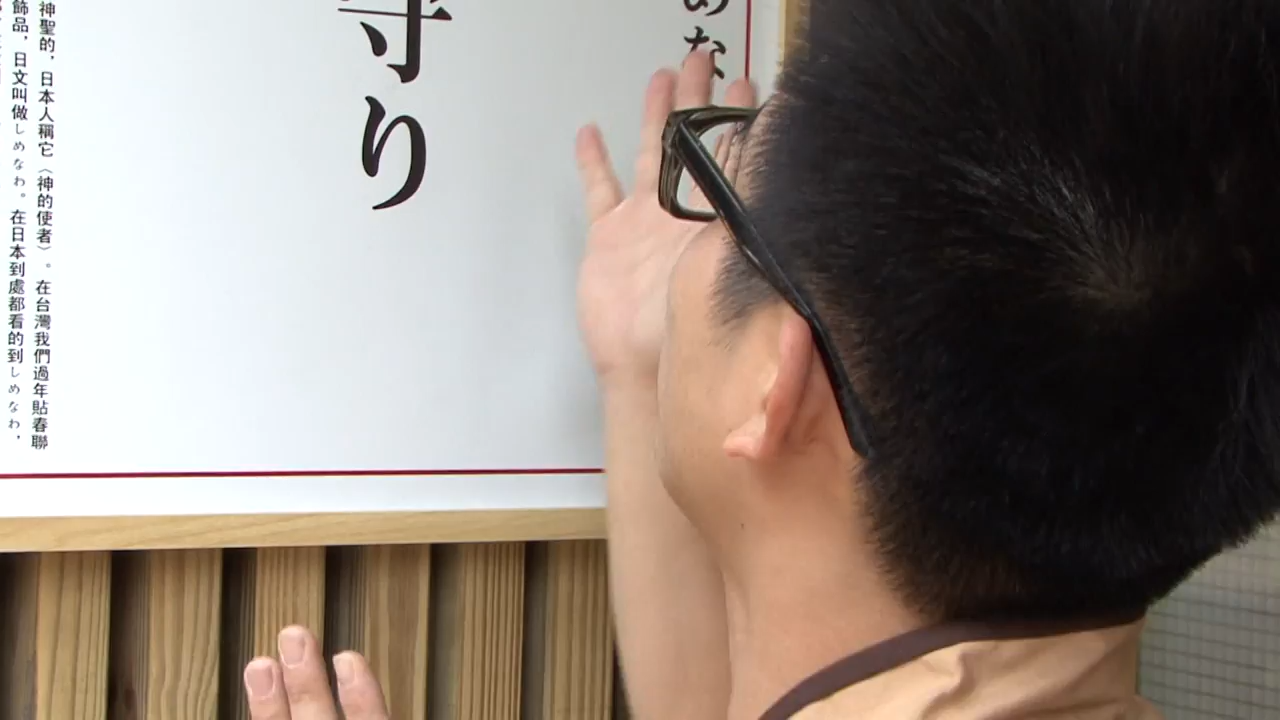 めな
守り
神聖的，日本人稱它〈神的使者〉。在台灣我們過年貼春聯
飾品，日文叫做しめなわ。在日本到處都看的到しめなわ，